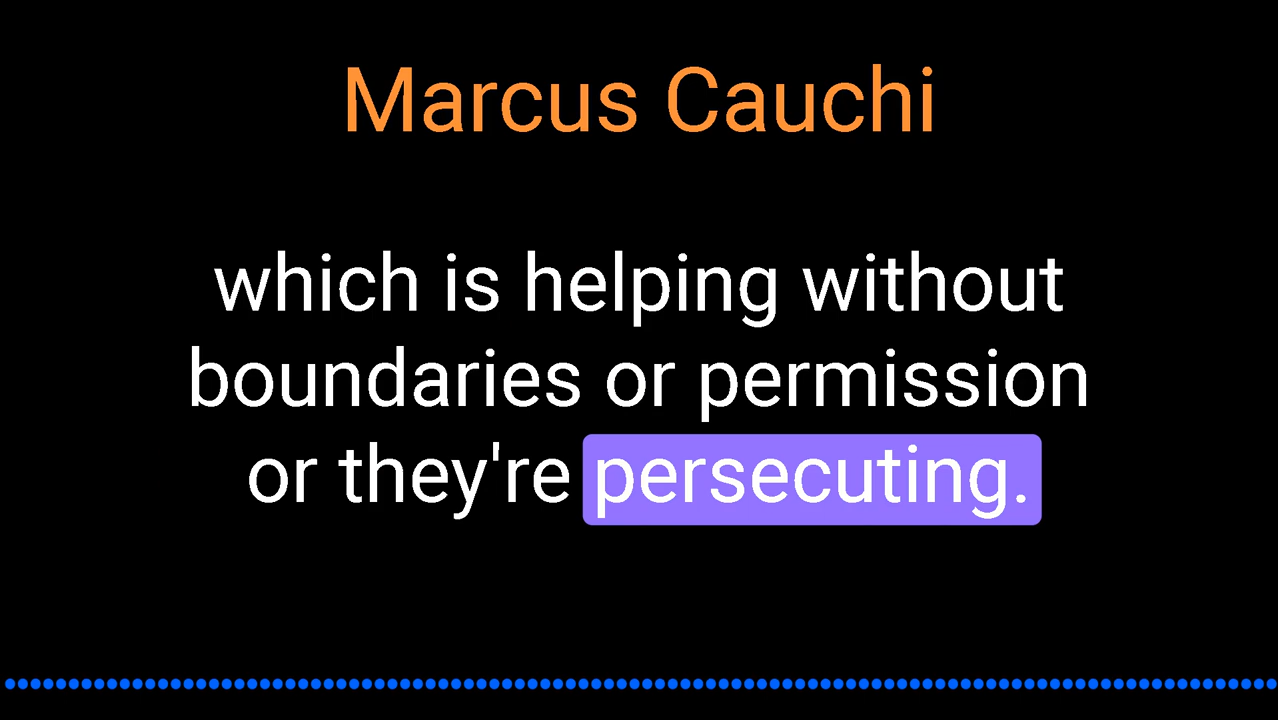 Marcus Cauchi
which is helping without
boundaries or permission
or they're persecuting.